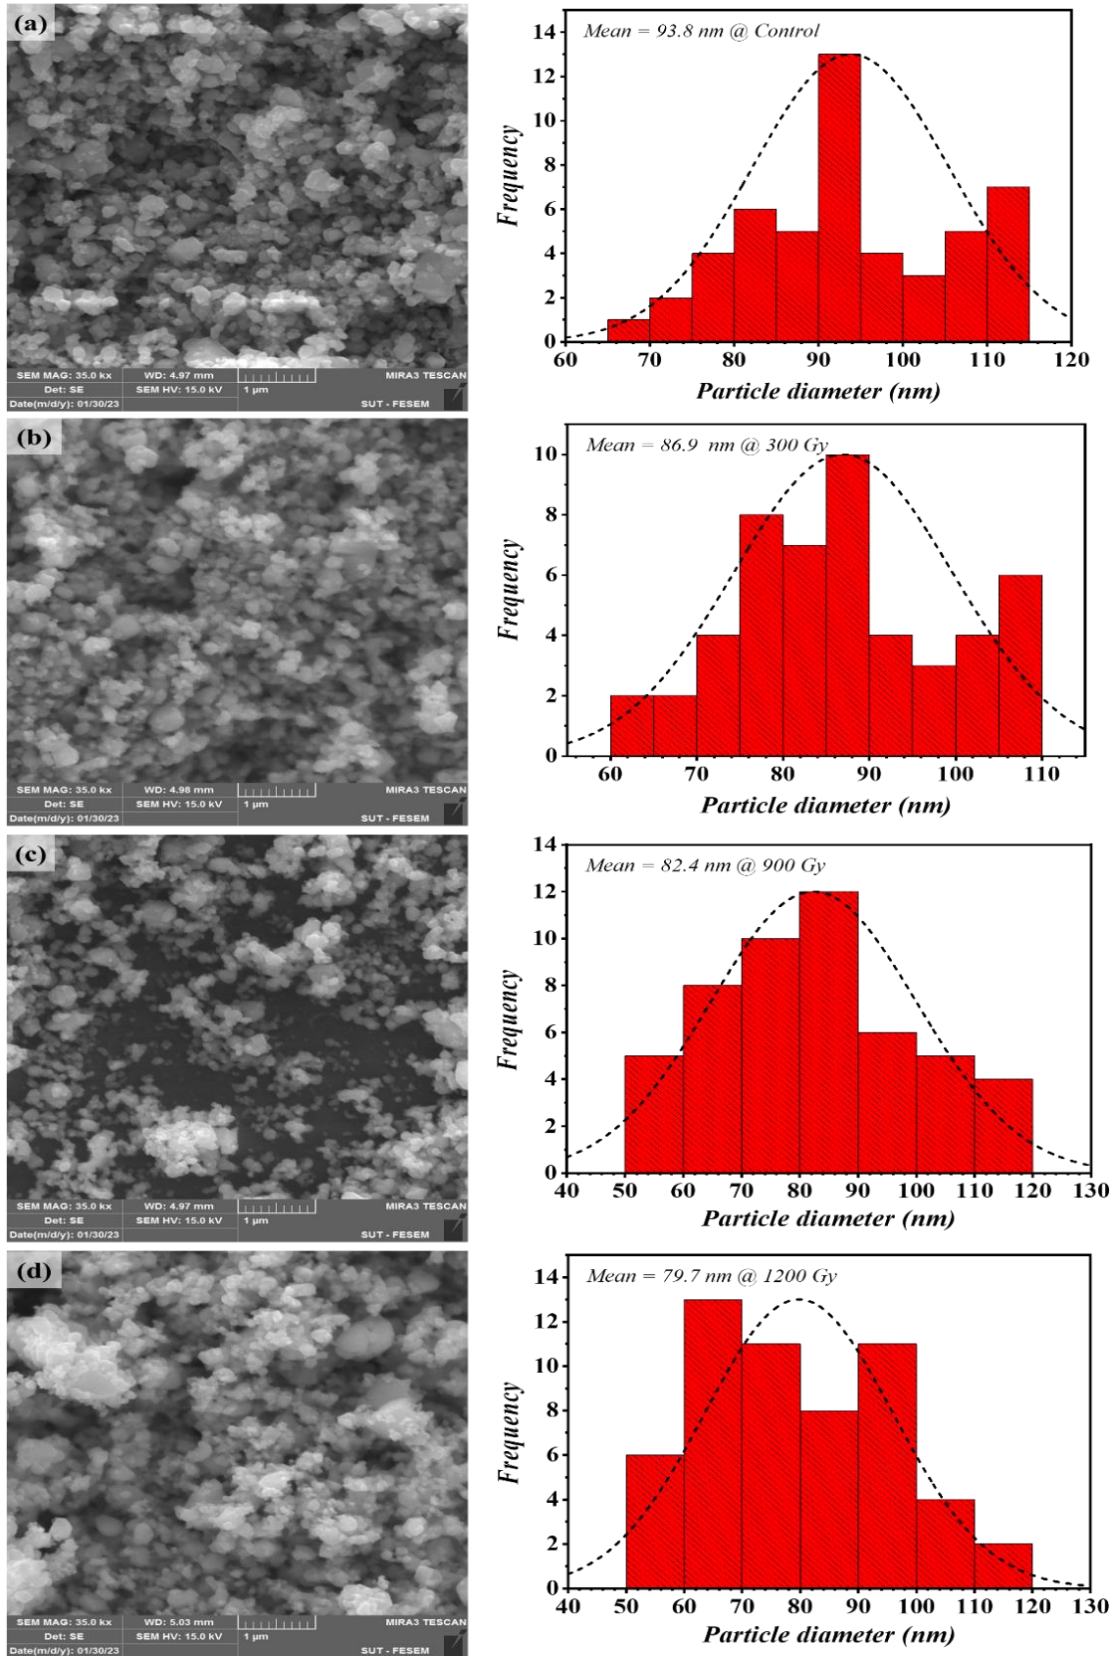 (a)
SEM MAG: 35.0 kx WD: 4.97 mm MIRA3 TESCAN
Det: SE SEM HV: 15.0 kV 1 µm
Date(m/d/y): 01/30/23 SUT - FESEM
Mean = 93.8 nm @ Control
Frequency
14
12
10
8
6
4
2
0
60 70 80 90 100 110 120
Particle diameter (nm)
(b)
SEM MAG: 35.0 kx WD: 4.98 mm MIRA3 TESCAN
Det: SE SEM HV: 15.0 kV 1 µm
Date(m/d/y): 01/30/23 SUT - FESEM
Mean = 86.9 nm @ 300 Gy
Frequency
10
8
6
4
2
0
60 70 80 90 100 110
Particle diameter (nm)
(c)
SEM MAG: 35.0 kx WD: 4.97 mm MIRA3 TESCAN
Det: SE SEM HV: 15.0 kV 1 µm
Date(m/d/y): 01/30/23 SUT - FESEM
Mean = 82.4 nm @ 900 Gy
Frequency
14
12
10
8
6
4
2
0
40 50 60 70 80 90 100 110 120 130
Particle diameter (nm)
(d)
SEM MAG: 35.0 kx WD: 5.03 mm MIRA3 TESCAN
Det: SE SEM HV: 15.0 kV 1 µm
Date(m/d/y): 01/30/23 SUT - FESEM
Mean = 79.7 nm @ 1200 Gy
Frequency
14
12
10
8
6
4
2
0
40 50 60 70 80 90 100 110 120 130
Particle diameter (nm)